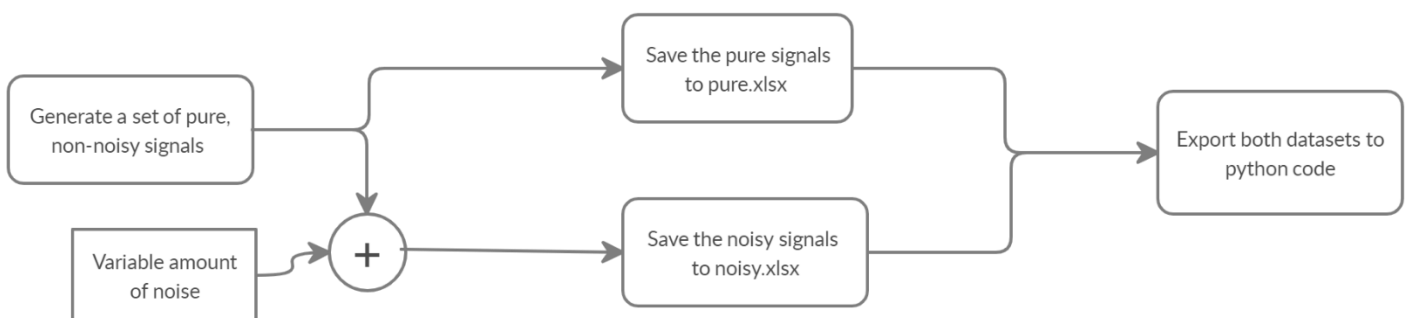 Save the pure signals
to pure.xlsx
Generate a set of pure,
non-noisy signals
Export both datasets to
python code
Save the noisy signals
to noisy.xlsx
+
Variable amount
of noise